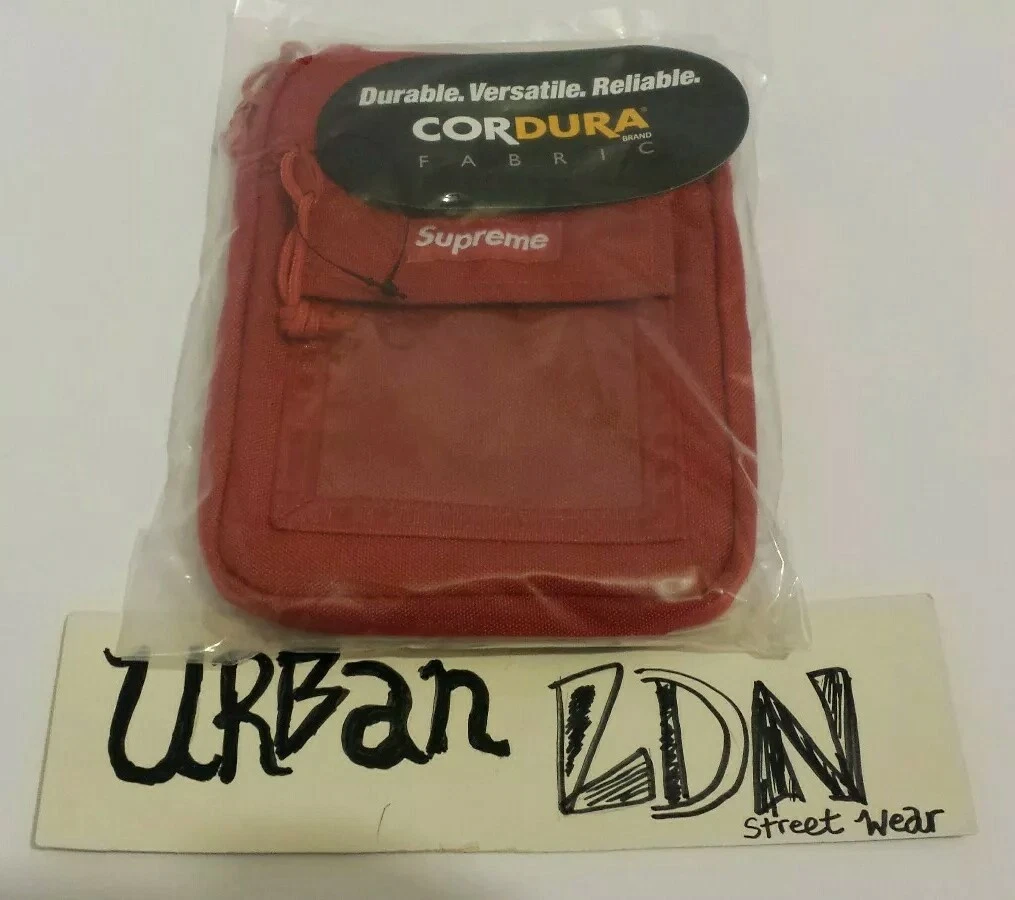 Durable. Versatile. Reliable.
CORDURA®
BRAND
FABRIC
Supreme
URBan LDN
Street Wear